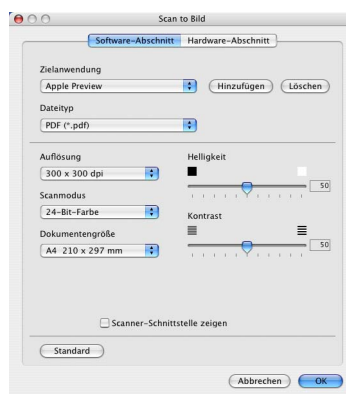 Scan to Bild
Software-Abschnitt Hardware-Abschnitt
Zielanwendung
Apple Preview Hinzufügen Löschen
Dateityp
PDF (*.pdf)
Auflösung
300 x 300 dpi
Scanmodus
24-Bit-Farbe
Dokumentengröße
A4 210 x 297 mm
Helligkeit
50
Kontrast
50
Scanner-Schnittstelle zeigen
Standard
Abbrechen OK